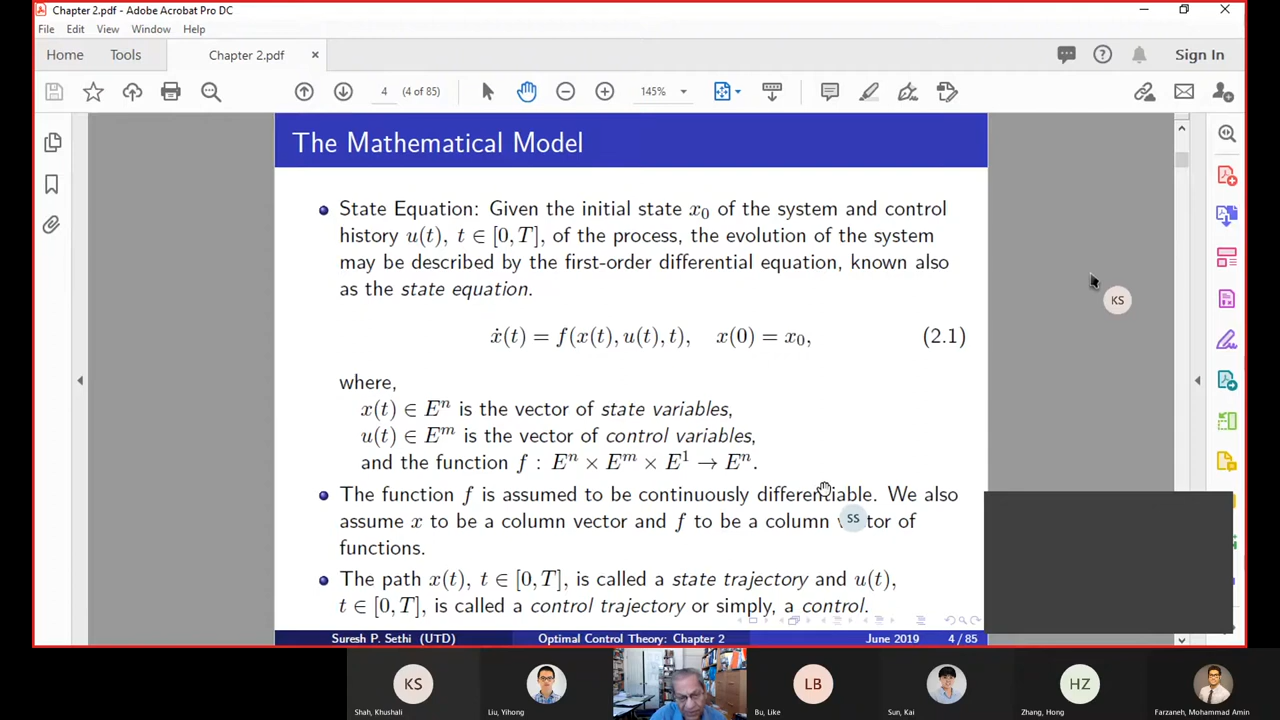 Chapter 2.pdf - Adobe Acrobat Pro DC
File Edit View Window Help
Home Tools Chapter 2.pdf × Sign In
4 (4 of 85) 145%
The Mathematical Model
State Equation: Given the initial state x₀ of the system and control
history u(t), t ∈ [0, T], of the process, the evolution of the system
may be described by the first-order differential equation, known also
as the state equation.
ẋ(t) = f(x(t), u(t), t), x(0) = x₀, (2.1)
KS
where,
x(t) ∈ Eⁿ is the vector of state variables,
u(t) ∈ Eᵐ is the vector of control variables,
and the function f : Eⁿ × Eᵐ × E¹ → Eⁿ.
The function f is assumed to be continuously differentiable. We also
assume x to be a column vector and f to be a column vector of
SS
functions.
The path x(t), t ∈ [0, T], is called a state trajectory and u(t),
t ∈ [0, T], is called a control trajectory or simply, a control.
Suresh P. Sethi (UTD) Optimal Control Theory: Chapter 2 June 2019 4 / 85
KS LB HZ
Shah, Khushali Liu, Yihong Bu, Like Sun, Kai Zhang, Hong Farzaneh, Mohammad Amin